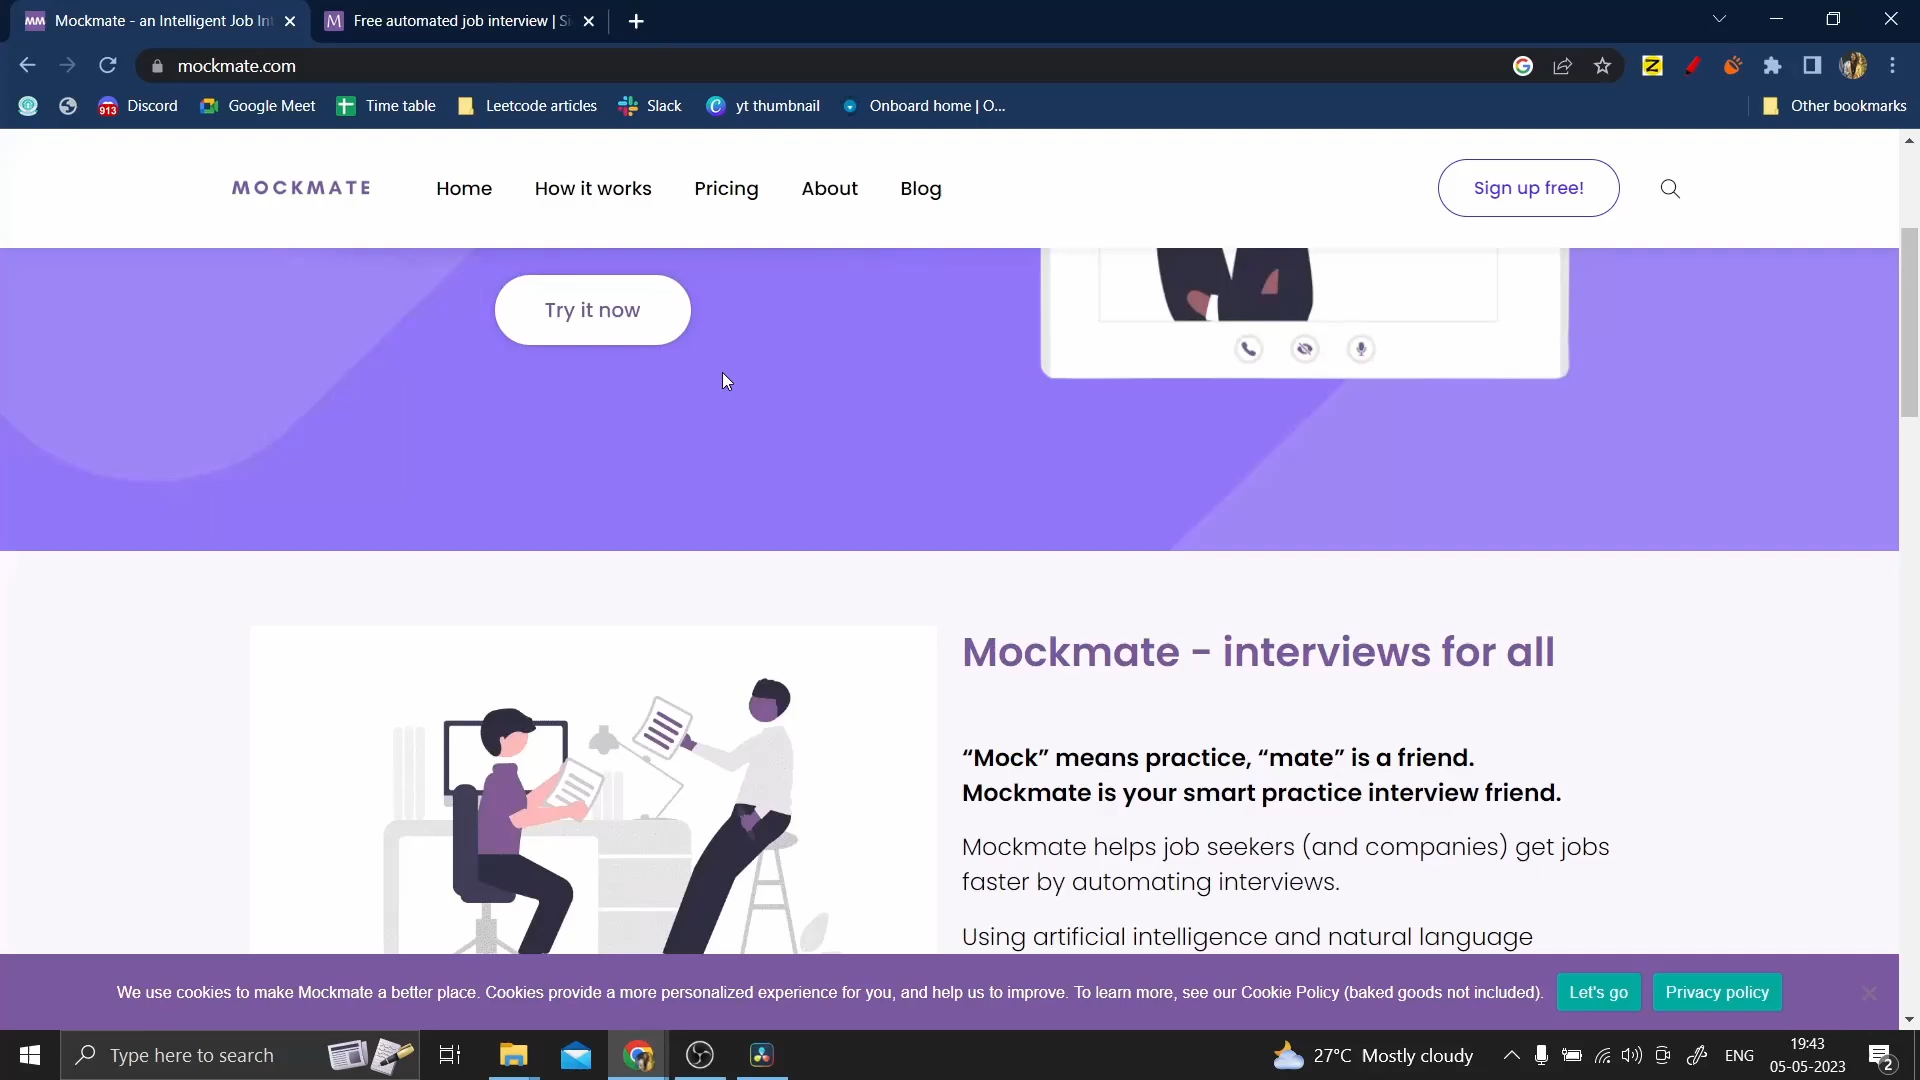 Mockmate - an Intelligent Job Int
Free automated job interview | Si
mockmate.com
913
Discord
Google Meet
Time table
Leetcode articles
Slack
yt thumbnail
Onboard home | O...
Other bookmarks
MOCKMATE
Home
How it works
Pricing
About
Blog
Sign up free!
Try it now
Mockmate - interviews for all
“Mock” means practice, “mate” is a friend.
Mockmate is your smart practice interview friend.
Mockmate helps job seekers (and companies) get jobs
faster by automating interviews.
Using artificial intelligence and natural language
We use cookies to make Mockmate a better place. Cookies provide a more personalized experience for you, and help us to improve. To learn more, see our Cookie Policy (baked goods not included).
Let's go
Privacy policy
Type here to search
27°C Mostly cloudy
ENG
19:43
05-05-2023
2